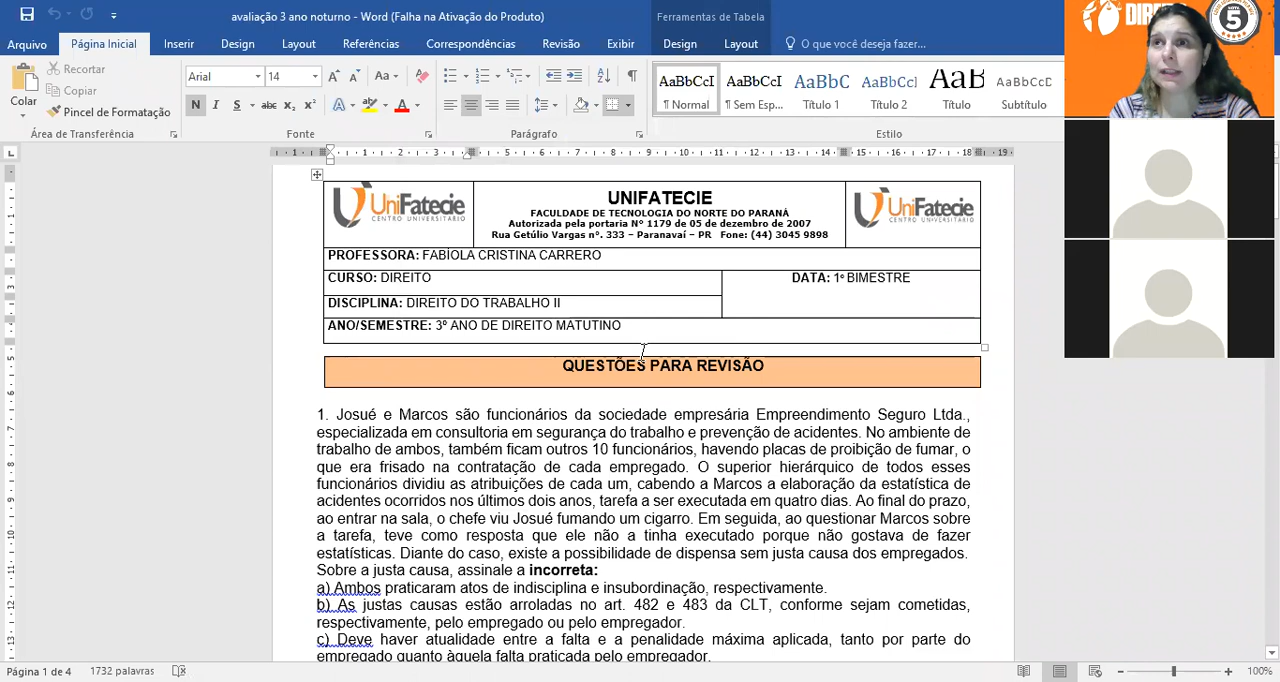 avaliação 3 ano noturno - Word (Falha na Ativação do Produto)
Ferramentas de Tabela
Arquivo Página Inicial Inserir Design Layout Referências Correspondências Revisão Exibir Design Layout O que você deseja fazer...
Colar
Recortar
Copiar
Pincel de Formatação
Área de Transferência
Arial 14
Aa
N I S abc x₂ x²
Fonte
Parágrafo
AaBbCcI AaBbCcI AaBbC AaBbCcl AaB AaBbCcD
¶ Normal ¶ Sem Esp... Título 1 Título 2 Título Subtítulo
Estilo
DIREI
5
UniFatecie
CENTRO UNIVERSITÁRIO
UNIFATECIE
FACULDADE DE TECNOLOGIA DO NORTE DO PARANÁ
Autorizada pela portaria Nº 1179 de 05 de dezembro de 2007
Rua Getúlio Vargas nº. 333 – Paranavaí – PR Fone: (44) 3045 9898
UniFatecie
CENTRO UNIVERSITÁRIO
PROFESSORA: FABÍOLA CRISTINA CARRERO
CURSO: DIREITO
DATA: 1º BIMESTRE
DISCIPLINA: DIREITO DO TRABALHO II
ANO/SEMESTRE: 3º ANO DE DIREITO MATUTINO
QUESTÕES PARA REVISÃO
1. Josué e Marcos são funcionários da sociedade empresária Empreendimento Seguro Ltda.,
especializada em consultoria em segurança do trabalho e prevenção de acidentes. No ambiente de
trabalho de ambos, também ficam outros 10 funcionários, havendo placas de proibição de fumar, o
que era frisado na contratação de cada empregado. O superior hierárquico de todos esses
funcionários dividiu as atribuições de cada um, cabendo a Marcos a elaboração da estatística de
acidentes ocorridos nos últimos dois anos, tarefa a ser executada em quatro dias. Ao final do prazo,
ao entrar na sala, o chefe viu Josué fumando um cigarro. Em seguida, ao questionar Marcos sobre
a tarefa, teve como resposta que ele não a tinha executado porque não gostava de fazer
estatísticas. Diante do caso, existe a possibilidade de dispensa sem justa causa dos empregados.
Sobre a justa causa, assinale a incorreta:
a) Ambos praticaram atos de indisciplina e insubordinação, respectivamente.
b) As justas causas estão arroladas no art. 482 e 483 da CLT, conforme sejam cometidas,
respectivamente, pelo empregado ou pelo empregador.
c) Deve haver atualidade entre a falta e a penalidade máxima aplicada, tanto por parte do
empregado quanto àquela falta praticada pelo empregador.
Página 1 de 4 1732 palavras 100%